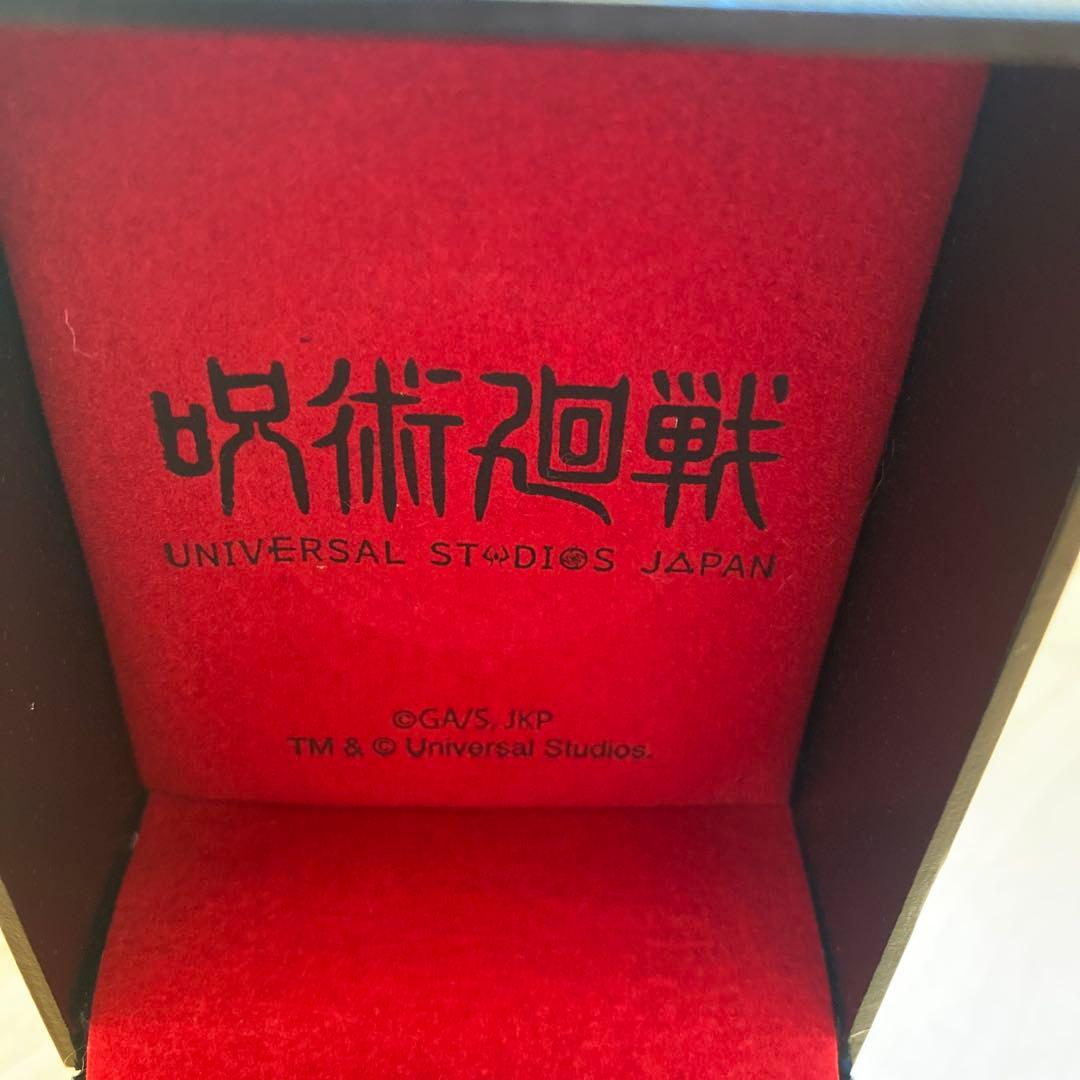 呪術廻戦
UNIVERSAL STUDIOS JAPAN
©GA/S, JKP
TM & © Universal Studios.